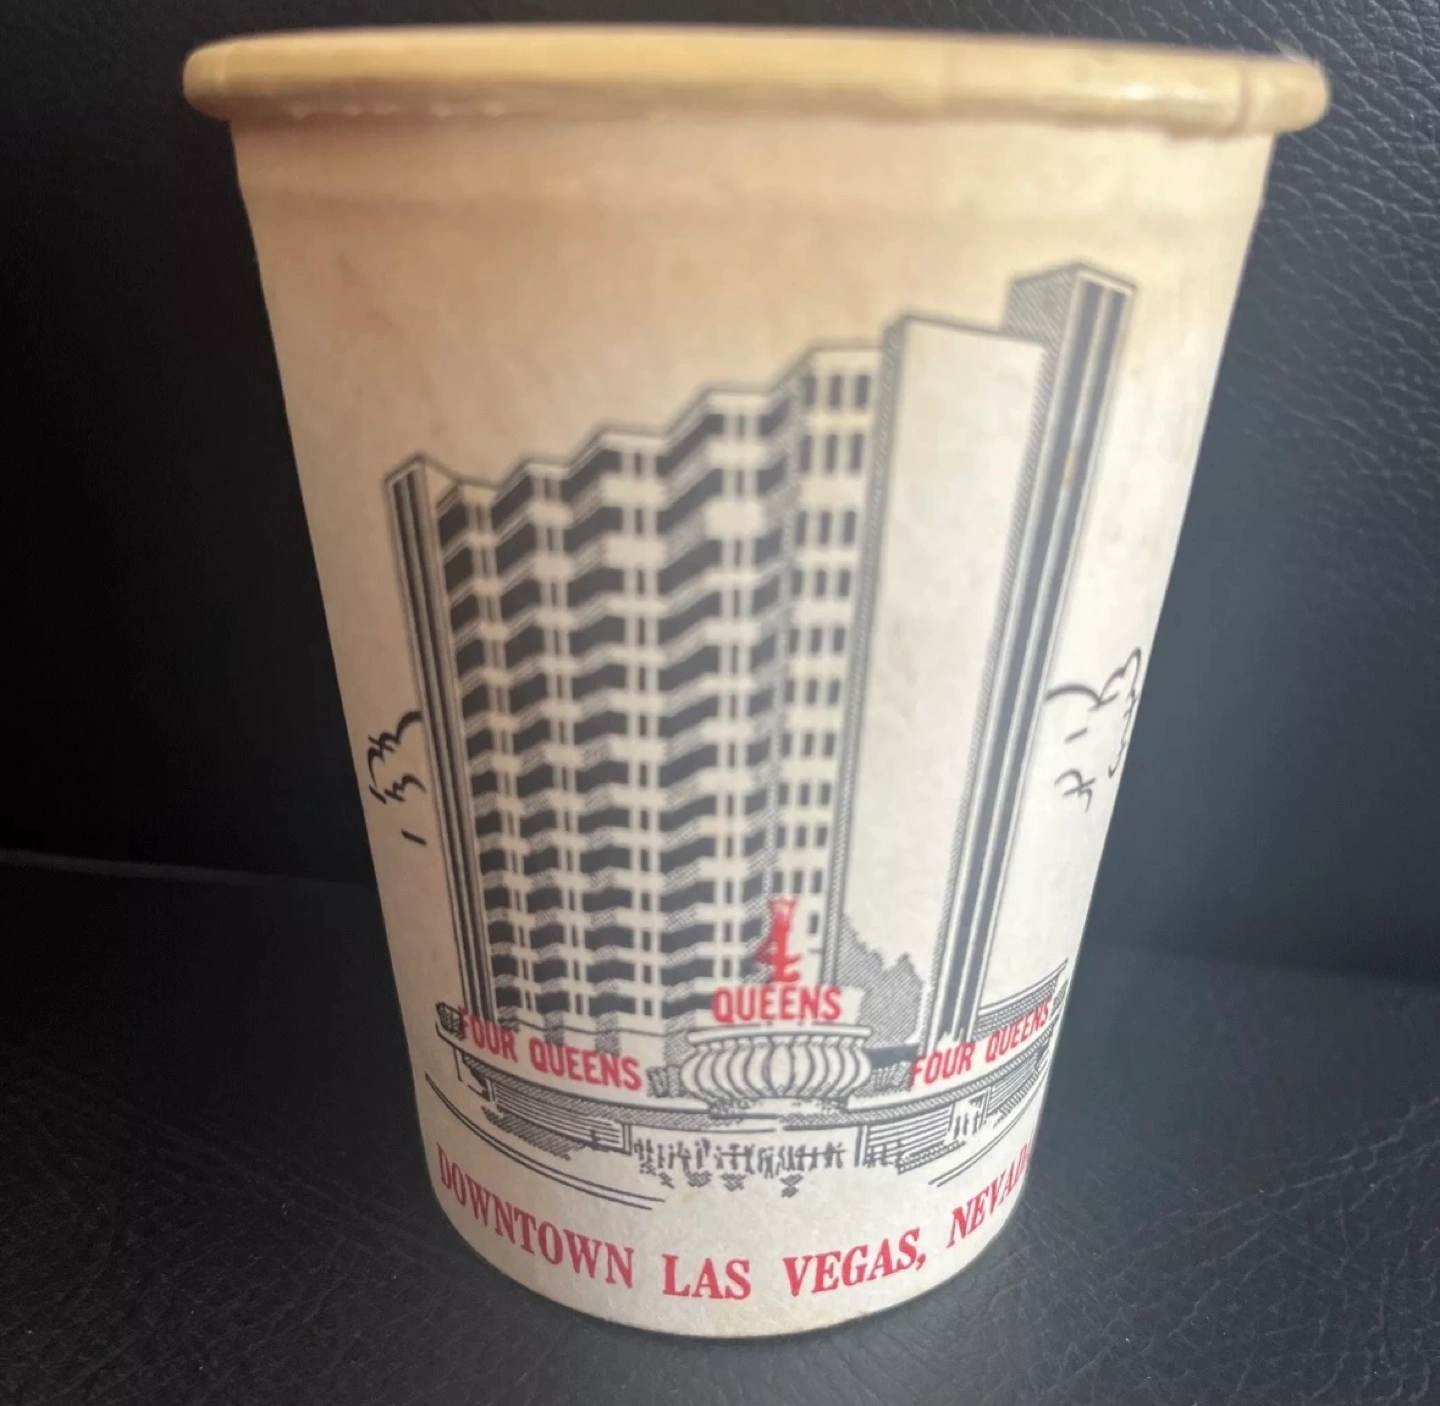 4
QUEENS
FOUR QUEENS
FOUR QUEENS
DOWNTOWN LAS VEGAS, NEVADA